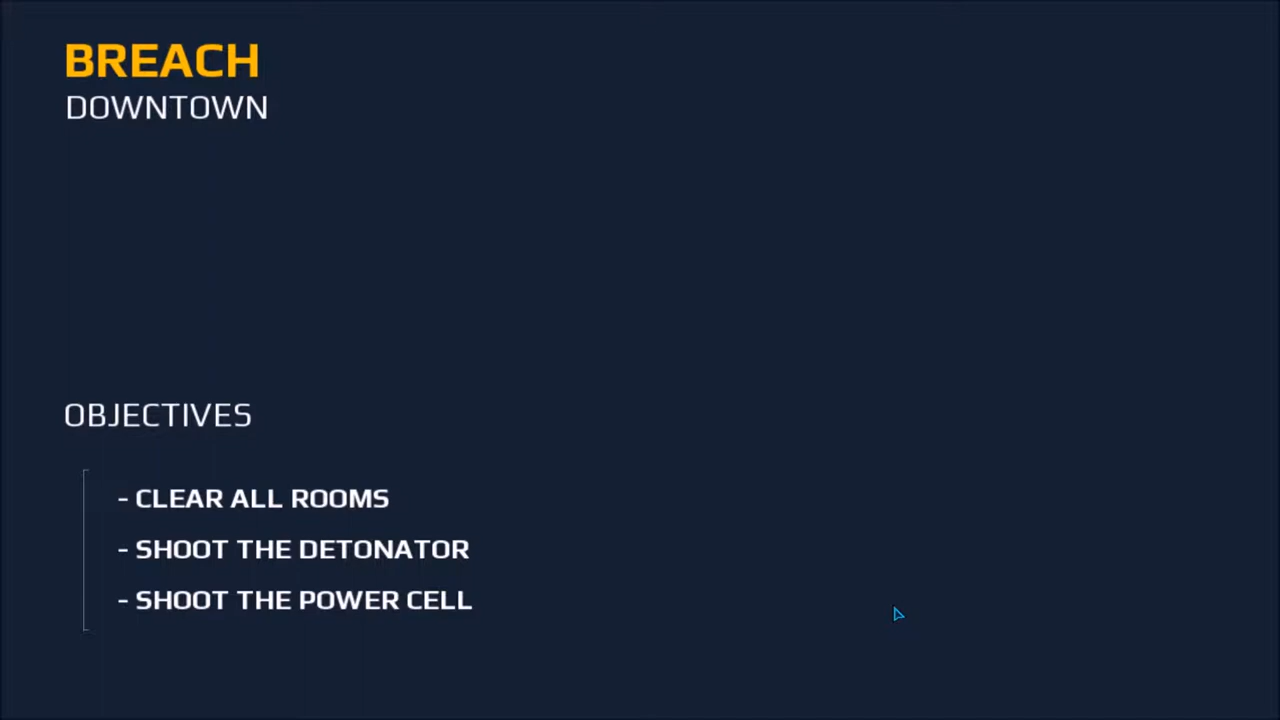 BREACH
DOWNTOWN
OBJECTIVES
- CLEAR ALL ROOMS
- SHOOT THE DETONATOR
- SHOOT THE POWER CELL